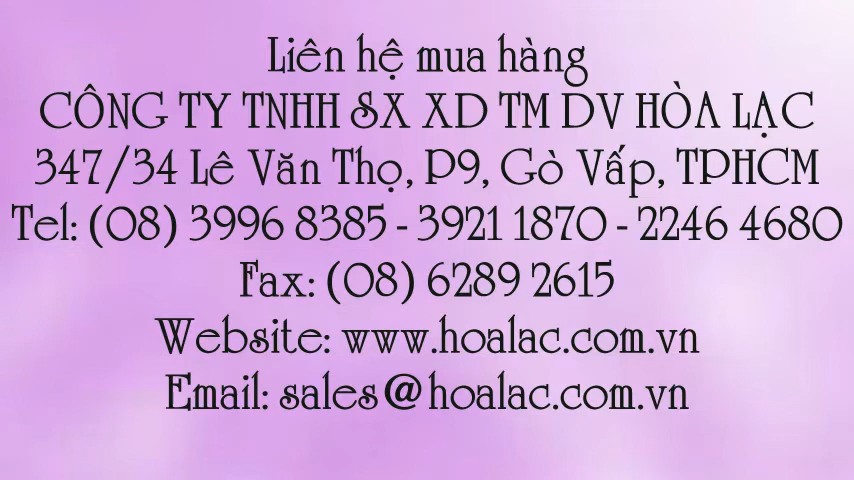 Liên hệ mua hàng
CÔNG TY TNHH SX XD TM DV HÒA LẠC
347/34 Lê Văn Thọ, P9, Gò Vấp, TPHCM
Tel: (08) 3996 8385 - 3921 1870 - 2246 4680
Fax: (08) 6289 2615
Website: www.hoalac.com.vn
Email: sales@hoalac.com.vn